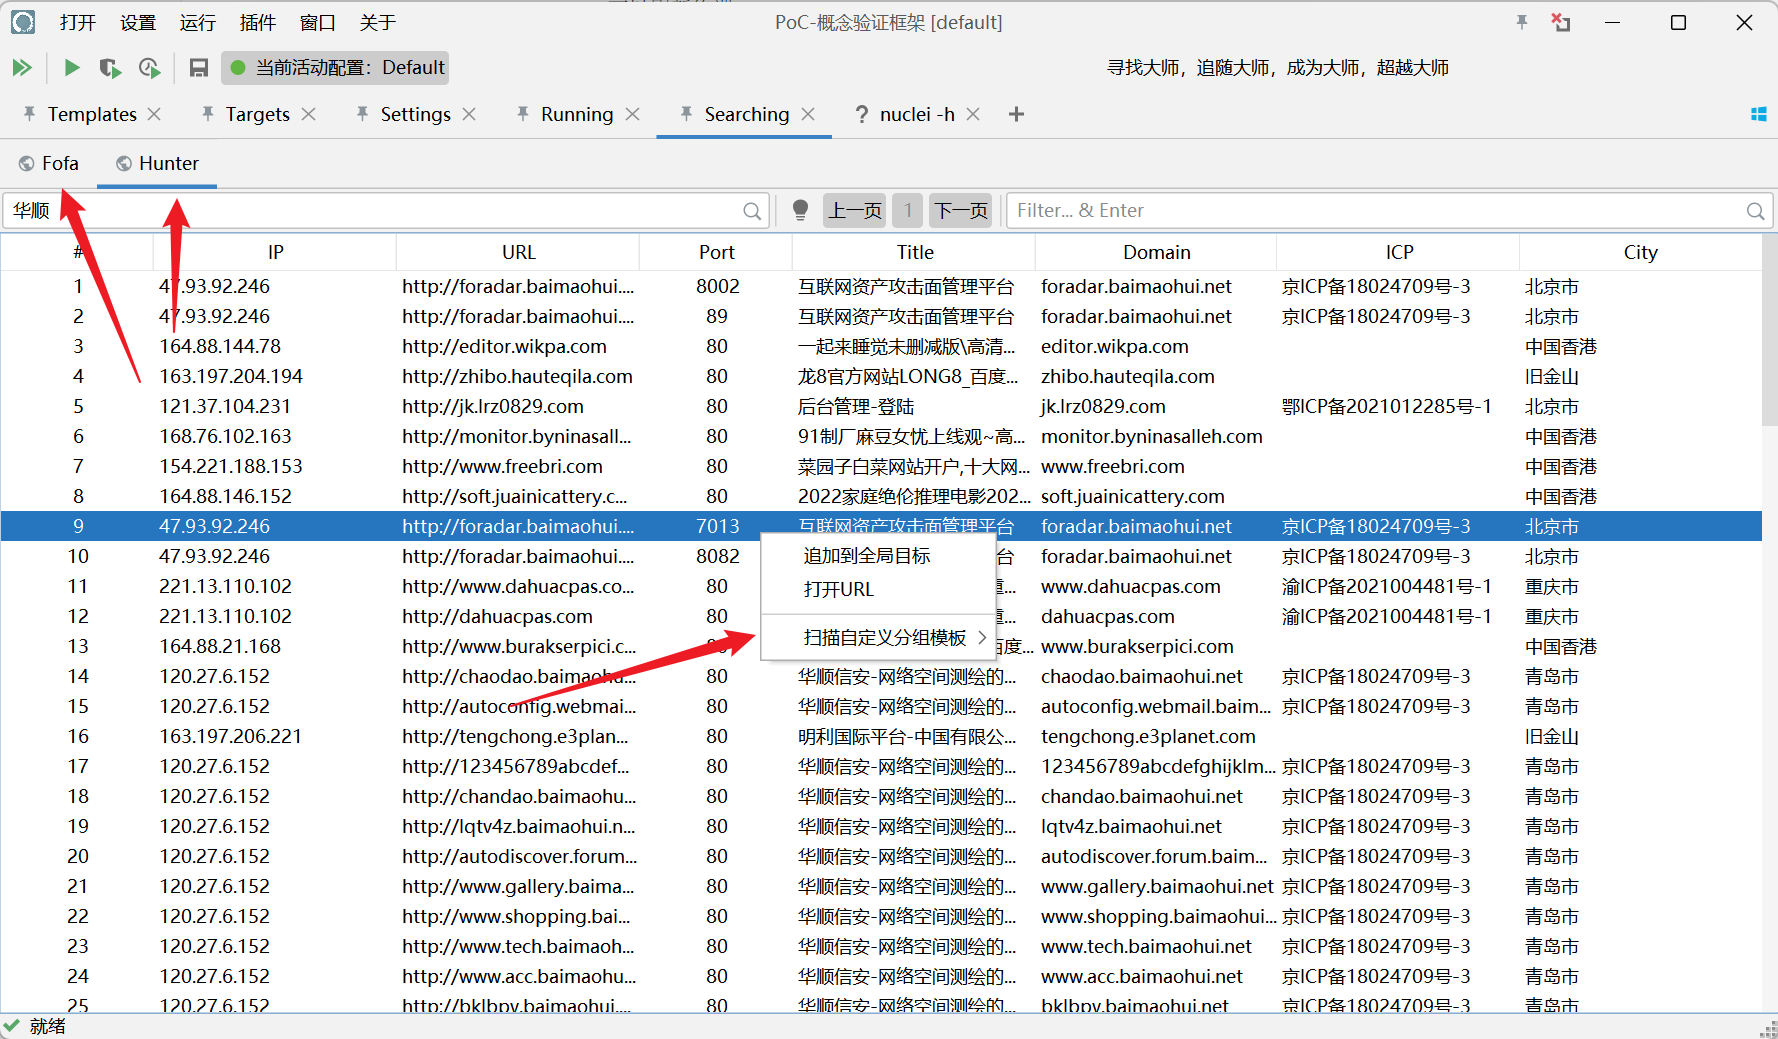 打开 设置 运行 插件 窗口 关于 PoC-概念验证框架 [default]
当前活动配置：Default 寻找大师，追随大师，成为大师，超越大师
Templates Targets Settings Running Searching ? nuclei -h
Fofa Hunter
华顺 上一页 1 下一页 Filter... & Enter
# IP URL Port Title Domain ICP City
1 47.93.92.246 http://foradar.baimaohui.... 8002 互联网资产攻击面管理平台 foradar.baimaohui.net 京ICP备18024709号-3 北京市
2 47.93.92.246 http://foradar.baimaohui.... 89 互联网资产攻击面管理平台 foradar.baimaohui.net 京ICP备18024709号-3 北京市
3 164.88.144.78 http://editor.wikpa.com 80 一起来睡觉未删减版\高清... editor.wikpa.com 中国香港
4 163.197.204.194 http://zhibo.hauteqila.com 80 龙8官方网站LONG8_百度... zhibo.hauteqila.com 旧金山
5 121.37.104.231 http://jk.lrz0829.com 80 后台管理-登陆 jk.lrz0829.com 鄂ICP备2021012285号-1 北京市
6 168.76.102.163 http://monitor.byninasall... 80 91制厂麻豆女忧上线观~高... monitor.byninasalleh.com 中国香港
7 154.221.188.153 http://www.freebri.com 80 菜园子白菜网站开户,十大网... www.freebri.com 中国香港
8 164.88.146.152 http://soft.juainicattery.c... 80 2022家庭绝伦推理电影202... soft.juainicattery.com 中国香港
9 47.93.92.246 http://foradar.baimaohui.... 7013 互联网资产攻击面管理平台 foradar.baimaohui.net 京ICP备18024709号-3 北京市
10 47.93.92.246 http://foradar.baimaohui.... 8082 台 foradar.baimaohui.net 京ICP备18024709号-3 北京市
追加到全局目标
11 221.13.110.102 http://www.dahuacpas.co... 80 重... www.dahuacpas.com 渝ICP备2021004481号-1 重庆市
打开URL
12 221.13.110.102 http://dahuacpas.com 80 重... dahuacpas.com 渝ICP备2021004481号-1 重庆市
扫描自定义分组模板
13 164.88.21.168 http://www.burakserpici.c... 80 百度... www.burakserpici.com 中国香港
14 120.27.6.152 http://chaodao.baimaohu... 80 华顺信安-网络空间测绘的... chaodao.baimaohui.net 京ICP备18024709号-3 青岛市
15 120.27.6.152 http://autoconfig.webmai... 80 华顺信安-网络空间测绘的... autoconfig.webmail.baim... 京ICP备18024709号-3 青岛市
16 163.197.206.221 http://tengchong.e3plan... 80 明利国际平台-中国有限公... tengchong.e3planet.com 旧金山
17 120.27.6.152 http://123456789abcdef... 80 华顺信安-网络空间测绘的... 123456789abcdefghijklm... 京ICP备18024709号-3 青岛市
18 120.27.6.152 http://chandao.baimaohu... 80 华顺信安-网络空间测绘的... chandao.baimaohui.net 京ICP备18024709号-3 青岛市
19 120.27.6.152 http://lqtv4z.baimaohui.n... 80 华顺信安-网络空间测绘的... lqtv4z.baimaohui.net 京ICP备18024709号-3 青岛市
20 120.27.6.152 http://autodiscover.forum... 80 华顺信安-网络空间测绘的... autodiscover.forum.baim... 京ICP备18024709号-3 青岛市
21 120.27.6.152 http://www.gallery.baima... 80 华顺信安-网络空间测绘的... www.gallery.baimaohui.net 京ICP备18024709号-3 青岛市
22 120.27.6.152 http://www.shopping.bai... 80 华顺信安-网络空间测绘的... www.shopping.baimaohui... 京ICP备18024709号-3 青岛市
23 120.27.6.152 http://www.tech.baimaoh... 80 华顺信安-网络空间测绘的... www.tech.baimaohui.net 京ICP备18024709号-3 青岛市
24 120.27.6.152 http://www.acc.baimaohu... 80 华顺信安-网络空间测绘的... www.acc.baimaohui.net 京ICP备18024709号-3 青岛市
25 120.27.6.152 http://bklbpv.baimaohui.... 80 华顺信安-网络空间测绘的... bklbpv.baimaohui.net 京ICP备18024709号-3 青岛市
就绪